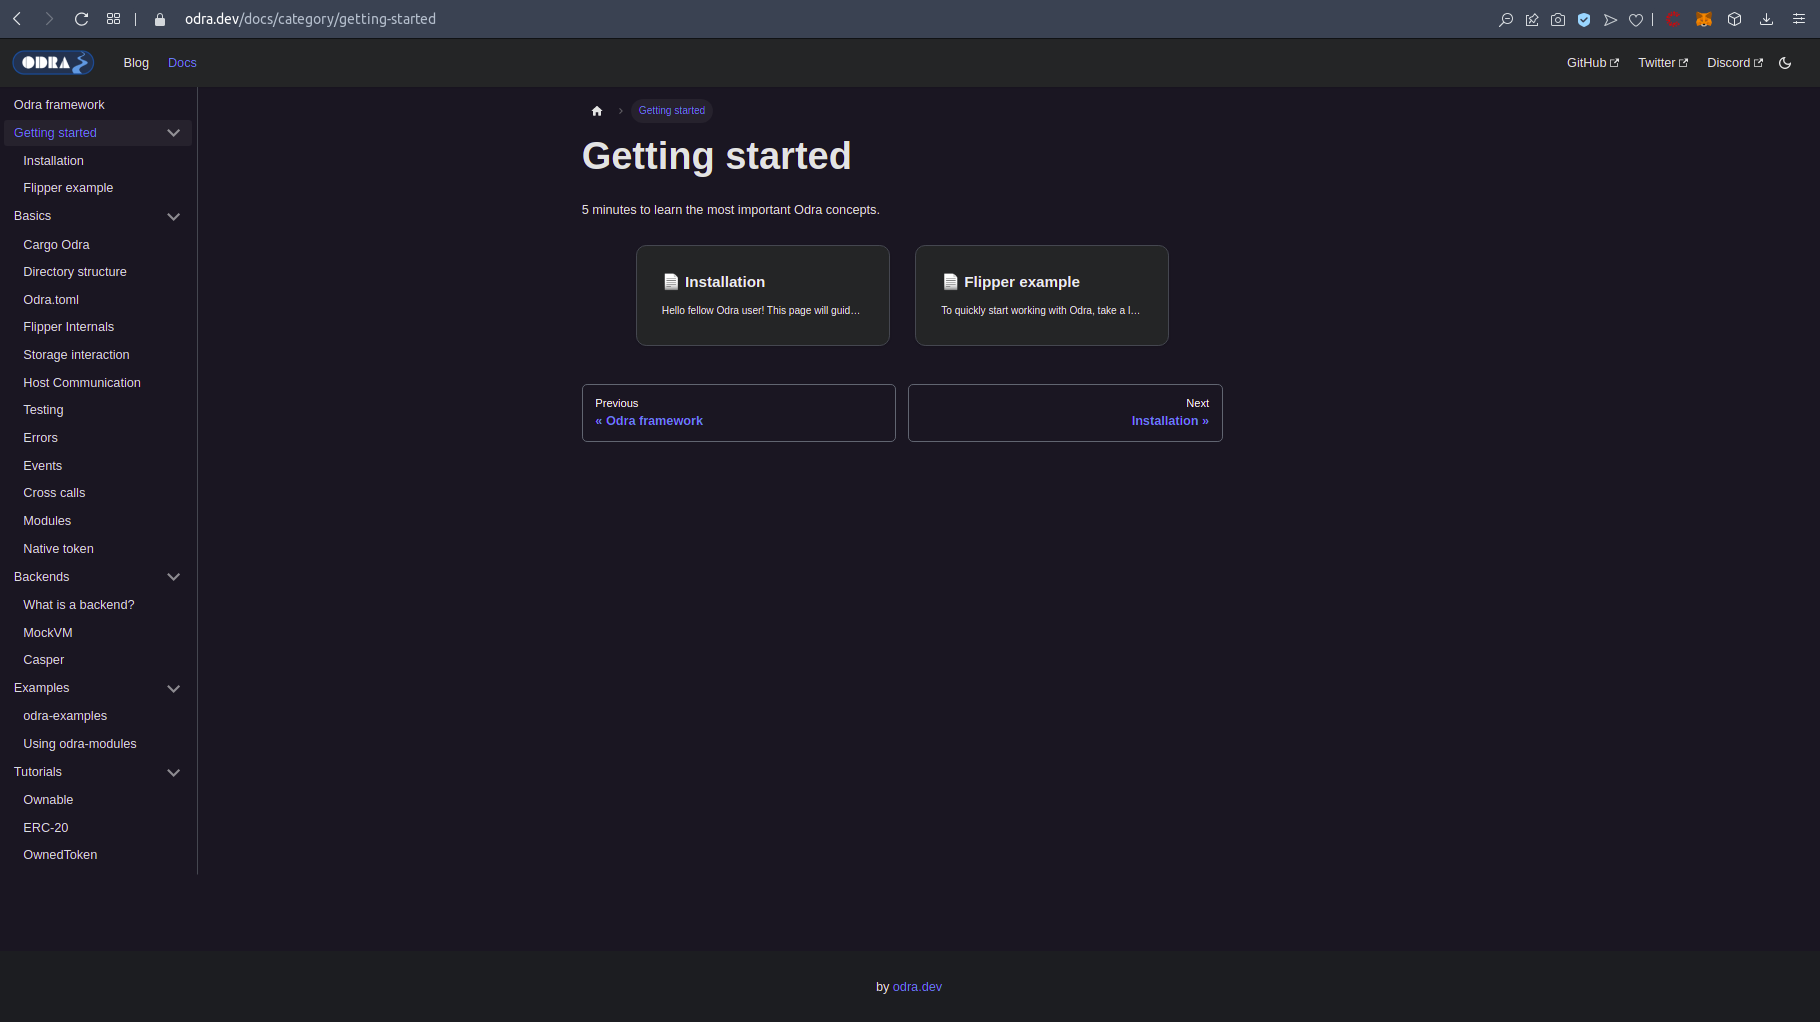 odra.dev/docs/category/getting-started
ODRA
Blog
Docs
GitHub
Twitter
Discord
Odra framework
Getting started
Installation
Flipper example
Basics
Cargo Odra
Directory structure
Odra.toml
Flipper Internals
Storage interaction
Host Communication
Testing
Errors
Events
Cross calls
Modules
Native token
Backends
What is a backend?
MockVM
Casper
Examples
odra-examples
Using odra-modules
Tutorials
Ownable
ERC-20
OwnedToken
Getting started
Getting started
5 minutes to learn the most important Odra concepts.
Installation
Hello fellow Odra user! This page will guid…
Flipper example
To quickly start working with Odra, take a l…
Previous
« Odra framework
Next
Installation »
by odra.dev